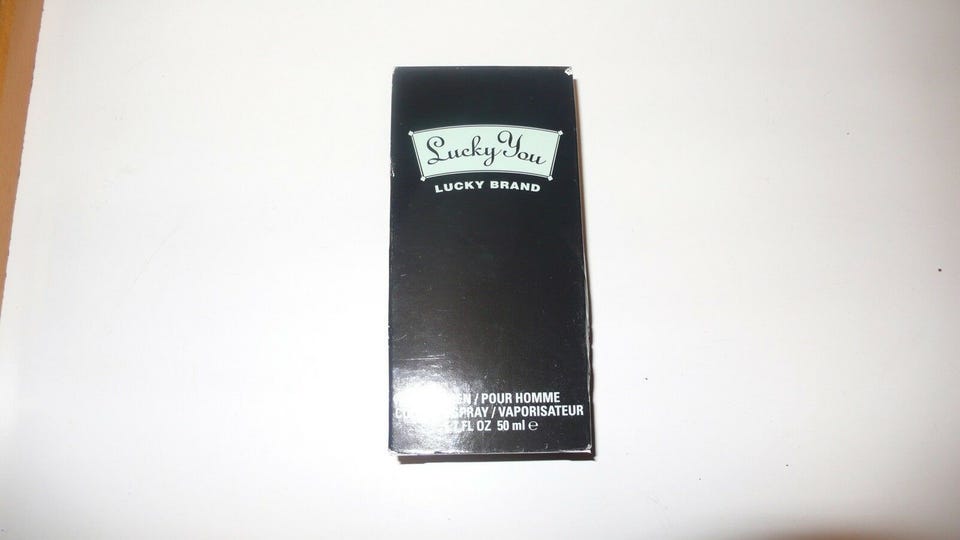 Lucky You
LUCKY BRAND
/ POUR HOMME
SPRAY / VAPORISATEUR
FL OZ 50 ml ℮